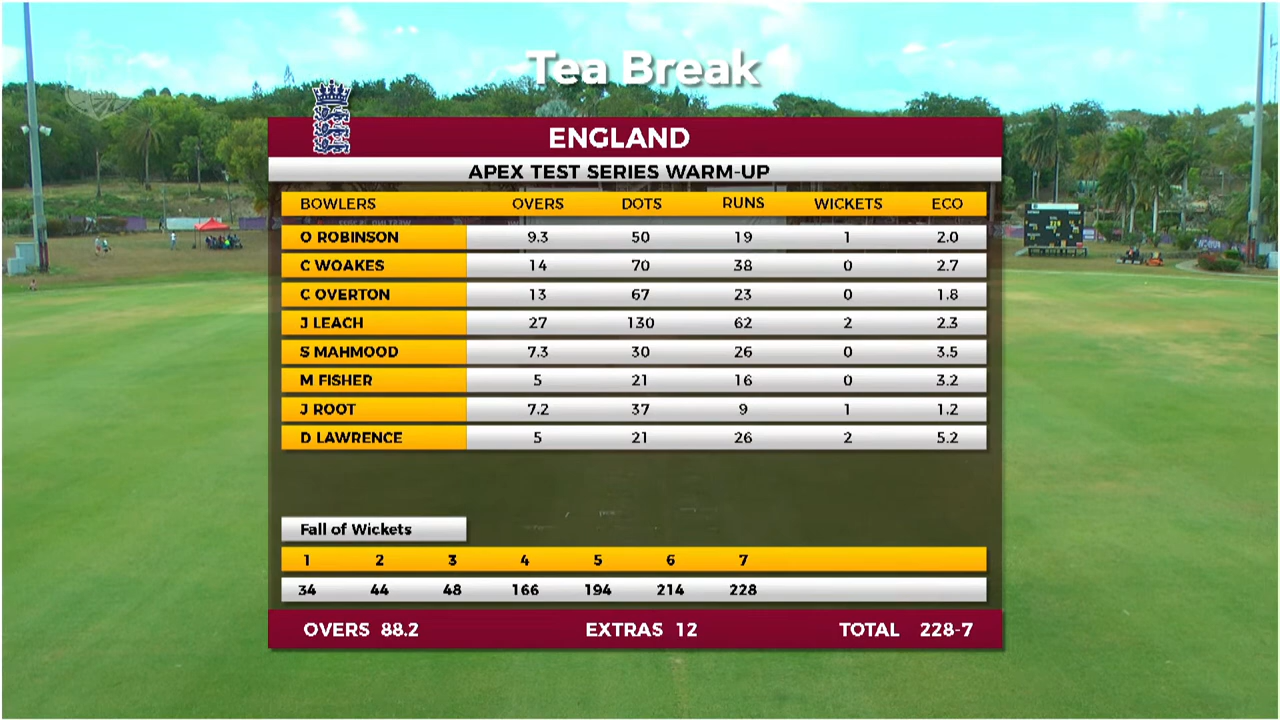 Tea Break
ENGLAND
APEX TEST SERIES WARM-UP
BOWLERS OVERS DOTS RUNS WICKETS ECO
O ROBINSON 9.3 50 19 1 2.0
C WOAKES 14 70 38 0 2.7
C OVERTON 13 67 23 0 1.8
J LEACH 27 130 62 2 2.3
S MAHMOOD 7.3 30 26 0 3.5
M FISHER 5 21 16 0 3.2
J ROOT 7.2 37 9 1 1.2
D LAWRENCE 5 21 26 2 5.2
Fall of Wickets
1 2 3 4 5 6 7
34 44 48 166 194 214 228
OVERS 88.2 EXTRAS 12 TOTAL 228-7